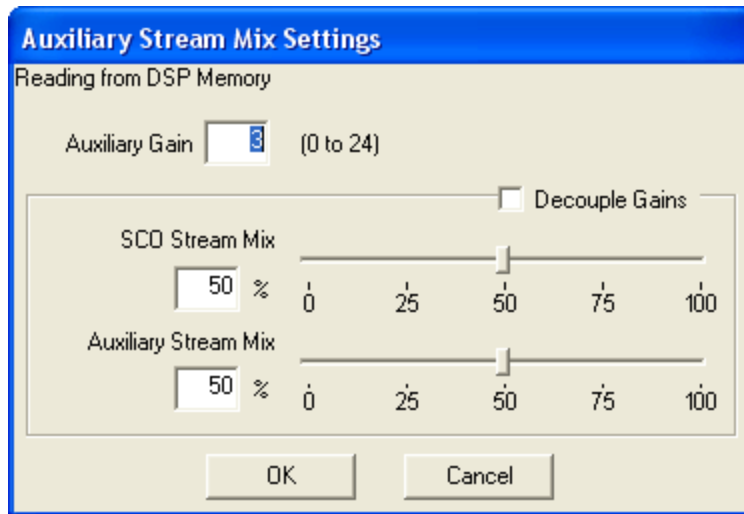 Auxiliary Stream Mix Settings
Reading from DSP Memory
Auxiliary Gain 3 (0 to 24)
Decouple Gains
SCO Stream Mix
50 %
0 25 50 75 100
Auxiliary Stream Mix
50 %
0 25 50 75 100
OK Cancel